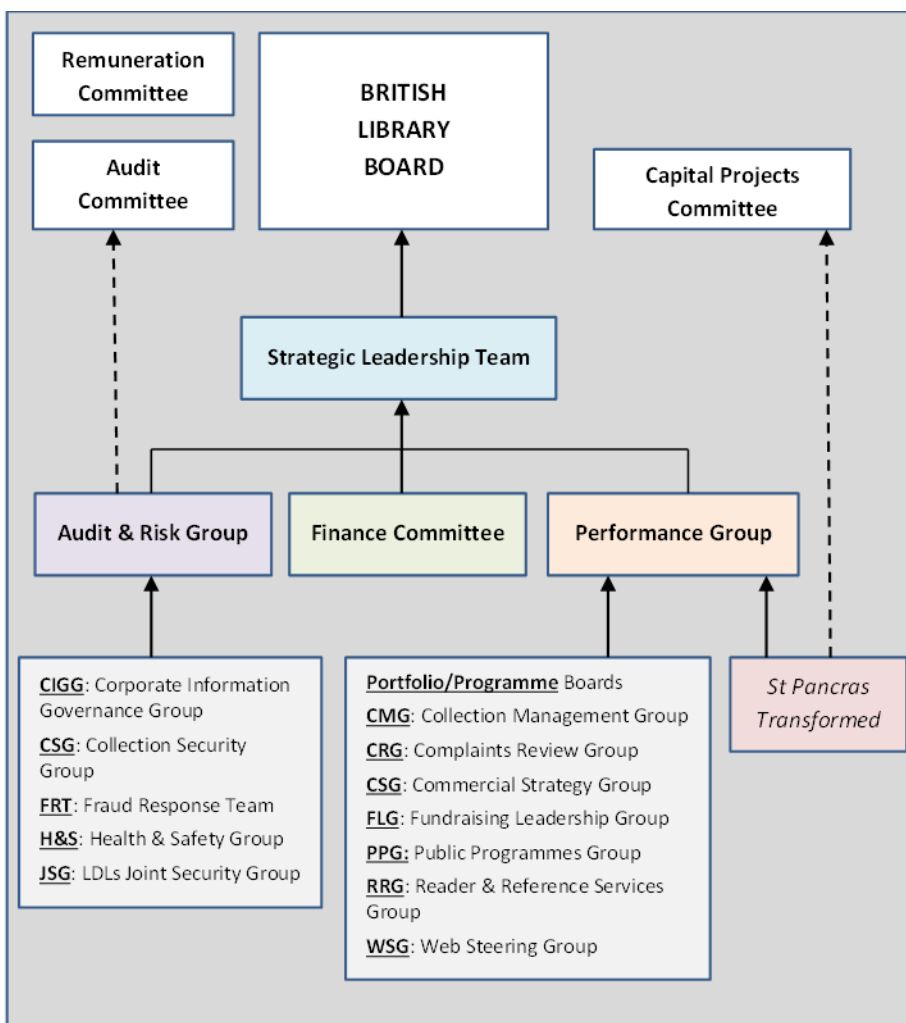 Remuneration
Committee
BRITISH
LIBRARY
BOARD
Audit
Committee
Capital Projects
Committee
Strategic Leadership Team
Audit & Risk Group
Finance Committee
Performance Group
CIGG: Corporate Information
Governance Group
CSG: Collection Security
Group
FRT: Fraud Response Team
H&S: Health & Safety Group
JSG: LDLs Joint Security Group
Portfolio/Programme Boards
CMG: Collection Management Group
CRG: Complaints Review Group
CSG: Commercial Strategy Group
FLG: Fundraising Leadership Group
PPG: Public Programmes Group
RRG: Reader & Reference Services
Group
WSG: Web Steering Group
St Pancras
Transformed